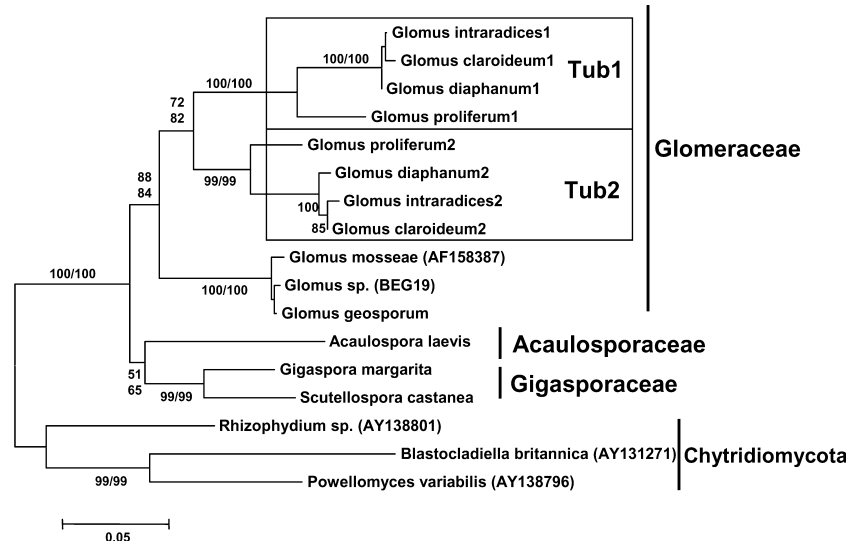 Glomus intraradices1
Glomus claroideum1
100/100
Tub1
Glomus diaphanum1
100/100
Glomus proliferum1
72
82
Glomus proliferum2
Glomeraceae
Glomus diaphanum2
88
84
99/99
Tub2
Glomus intraradices2
100
85
Glomus claroideum2
Glomus mosseae (AF158387)
100/100
Glomus sp. (BEG19)
100/100
Glomus geosporum
Acaulospora laevis
Acaulosporaceae
51
65
Gigaspora margarita
Gigasporaceae
99/99
Scutellospora castanea
Rhizophydium sp. (AY138801)
Blastocladiella britannica (AY131271)
Chytridiomycota
99/99
Powellomyces variabilis (AY138796)
0.05